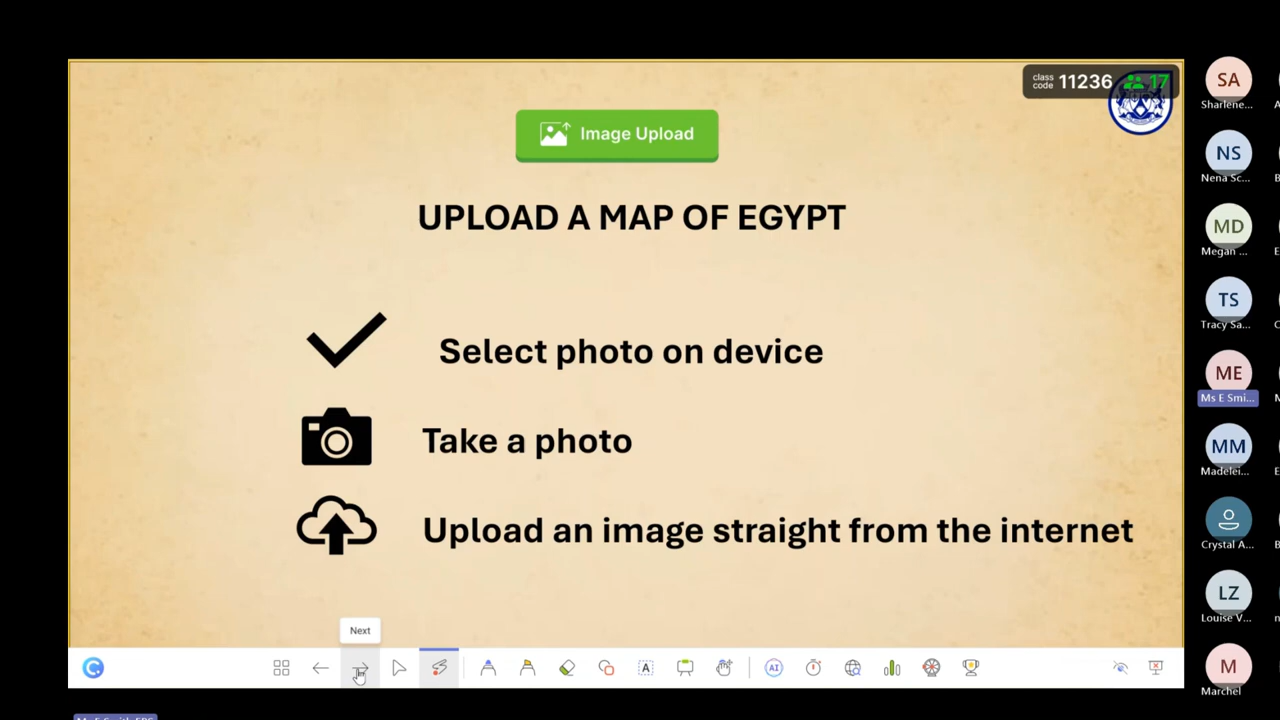 class code 11236 17
Image Upload
UPLOAD A MAP OF EGYPT
Select photo on device
Take a photo
Upload an image straight from the internet
Next
A
AI
SA
Sharlene...
NS
Nena Sc...
MD
Megan ...
TS
Tracy Sa...
ME
Ms E Smi...
MM
Madelei...
Crystal A...
LZ
Louise V...
M
Marchel